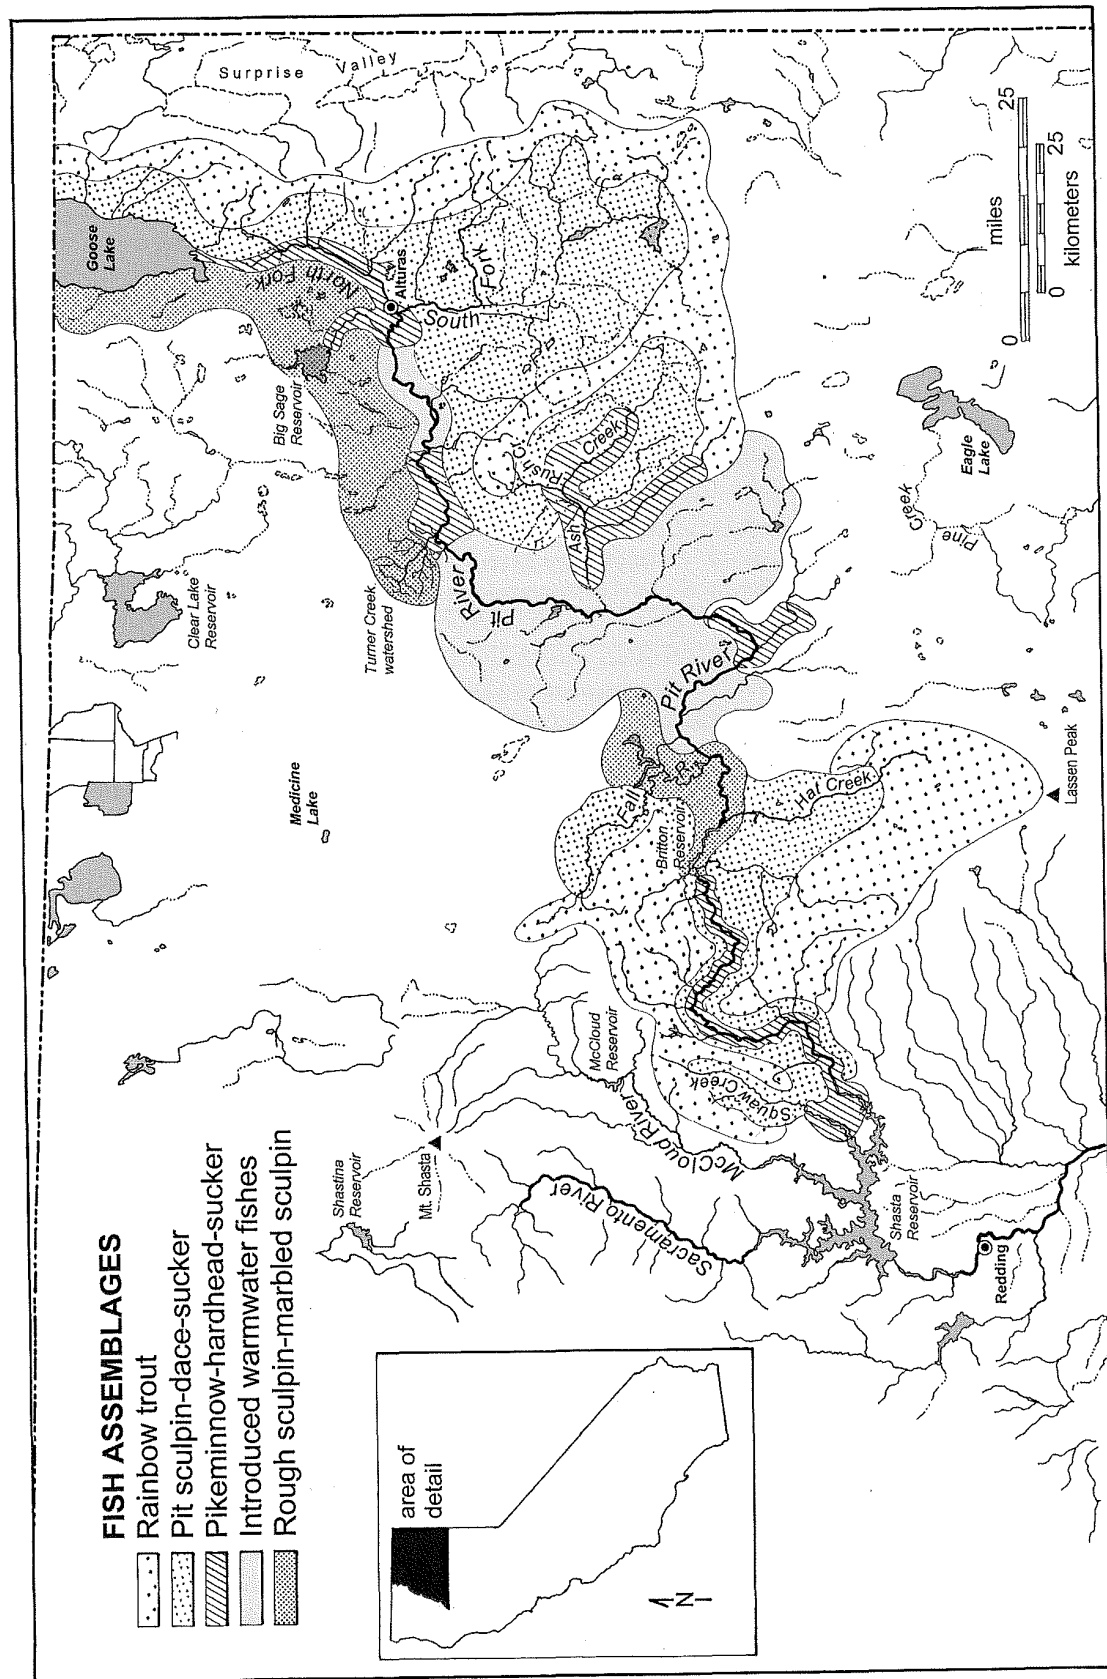 FISH ASSEMBLAGES
Rainbow trout
Pit sculpin-dace-sucker
Pikeminnow-hardhead-sucker
Introduced warmwater fishes
Rough sculpin-marbled sculpin
area of
detail
N
Shastina
Reservoir
Mt. Shasta
Sacramento River
McCloud River
McCloud
Reservoir
Squaw Creek
Shasta
Reservoir
Redding
Medicine
Lake
Fall
R.
Britton
Reservoir
Hat Creek
Lassen Peak
Clear Lake
Reservoir
Turner Creek
watershed
Pit
River
Pit River
Ash
Creek
Rush C.
Big Sage
Reservoir
Goose
Lake
North Fork
Alturas
South
Fork
Surprise Valley
Pine
Creek
Eagle
Lake
0
25
miles
0
25
kilometers